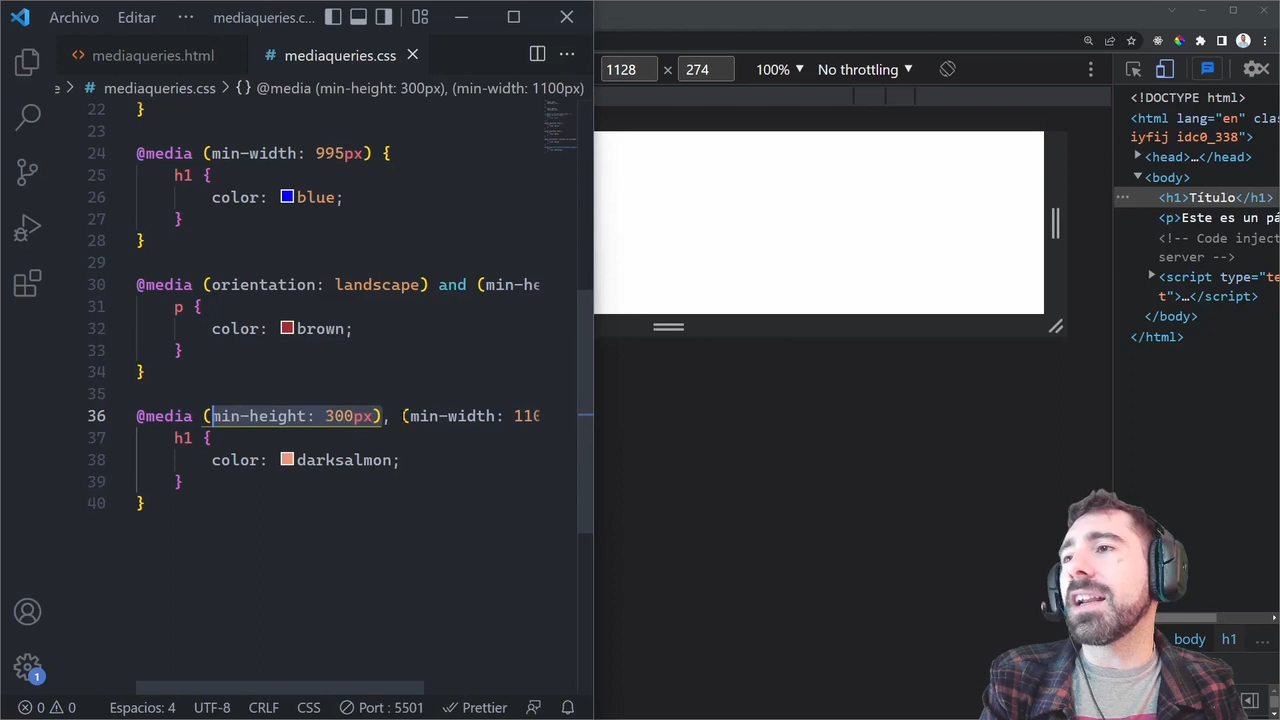 Archivo Editar ··· mediaqueries.c...
mediaqueries.html # mediaqueries.css
e > # mediaqueries.css > {} @media (min-height: 300px), (min-width: 1100px)
22 }
23
24 @media (min-width: 995px) {
25 h1 {
26 color: blue;
27 }
28 }
29
30 @media (orientation: landscape) and (min-he
31 p {
32 color: brown;
33 }
34 }
35
36 @media (min-height: 300px), (min-width: 110
37 h1 {
38 color: darksalmon;
39 }
40 }
1
0 0 Espacios: 4 UTF-8 CRLF CSS Port : 5501 Prettier
1128 × 274 100% No throttling
<!DOCTYPE html>
<html lang="en" clas
iyfij idc0_338">
<head>…</head>
<body>
··· <h1>Título</h1>
<p>Este es un pá
<!-- Code inject
server -->
<script type="te
t">…</script>
</body>
</html>
body h1 ...